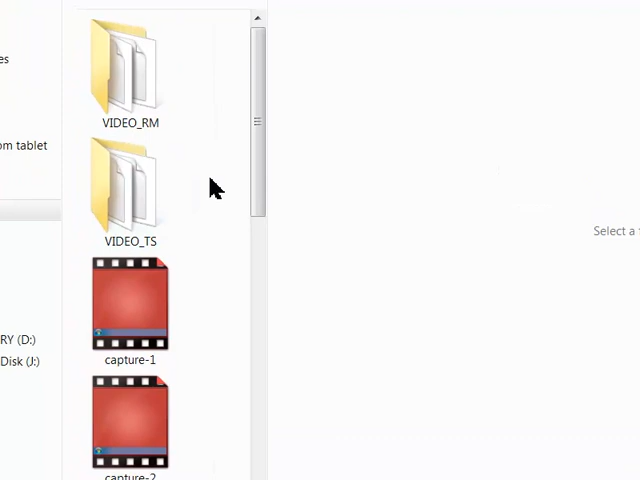 es
om tablet
RY (D:)
Disk (J:)
VIDEO_RM
VIDEO_TS
capture-1
capture-2
Select a